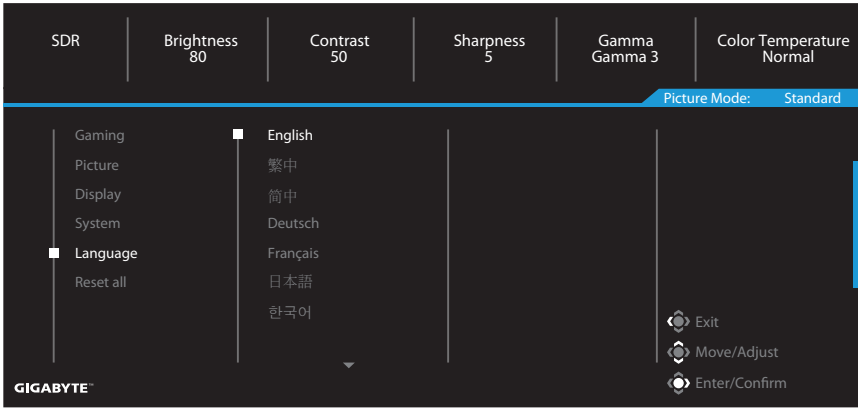 SDR
Brightness
80
Contrast
50
Sharpness
5
Gamma
Gamma 3
Color Temperature
Normal
Picture Mode: Standard
Gaming
Picture
Display
System
Language
Reset all
English
繁中
简中
Deutsch
Français
日本語
한국어
Exit
Move/Adjust
Enter/Confirm
GIGABYTE™